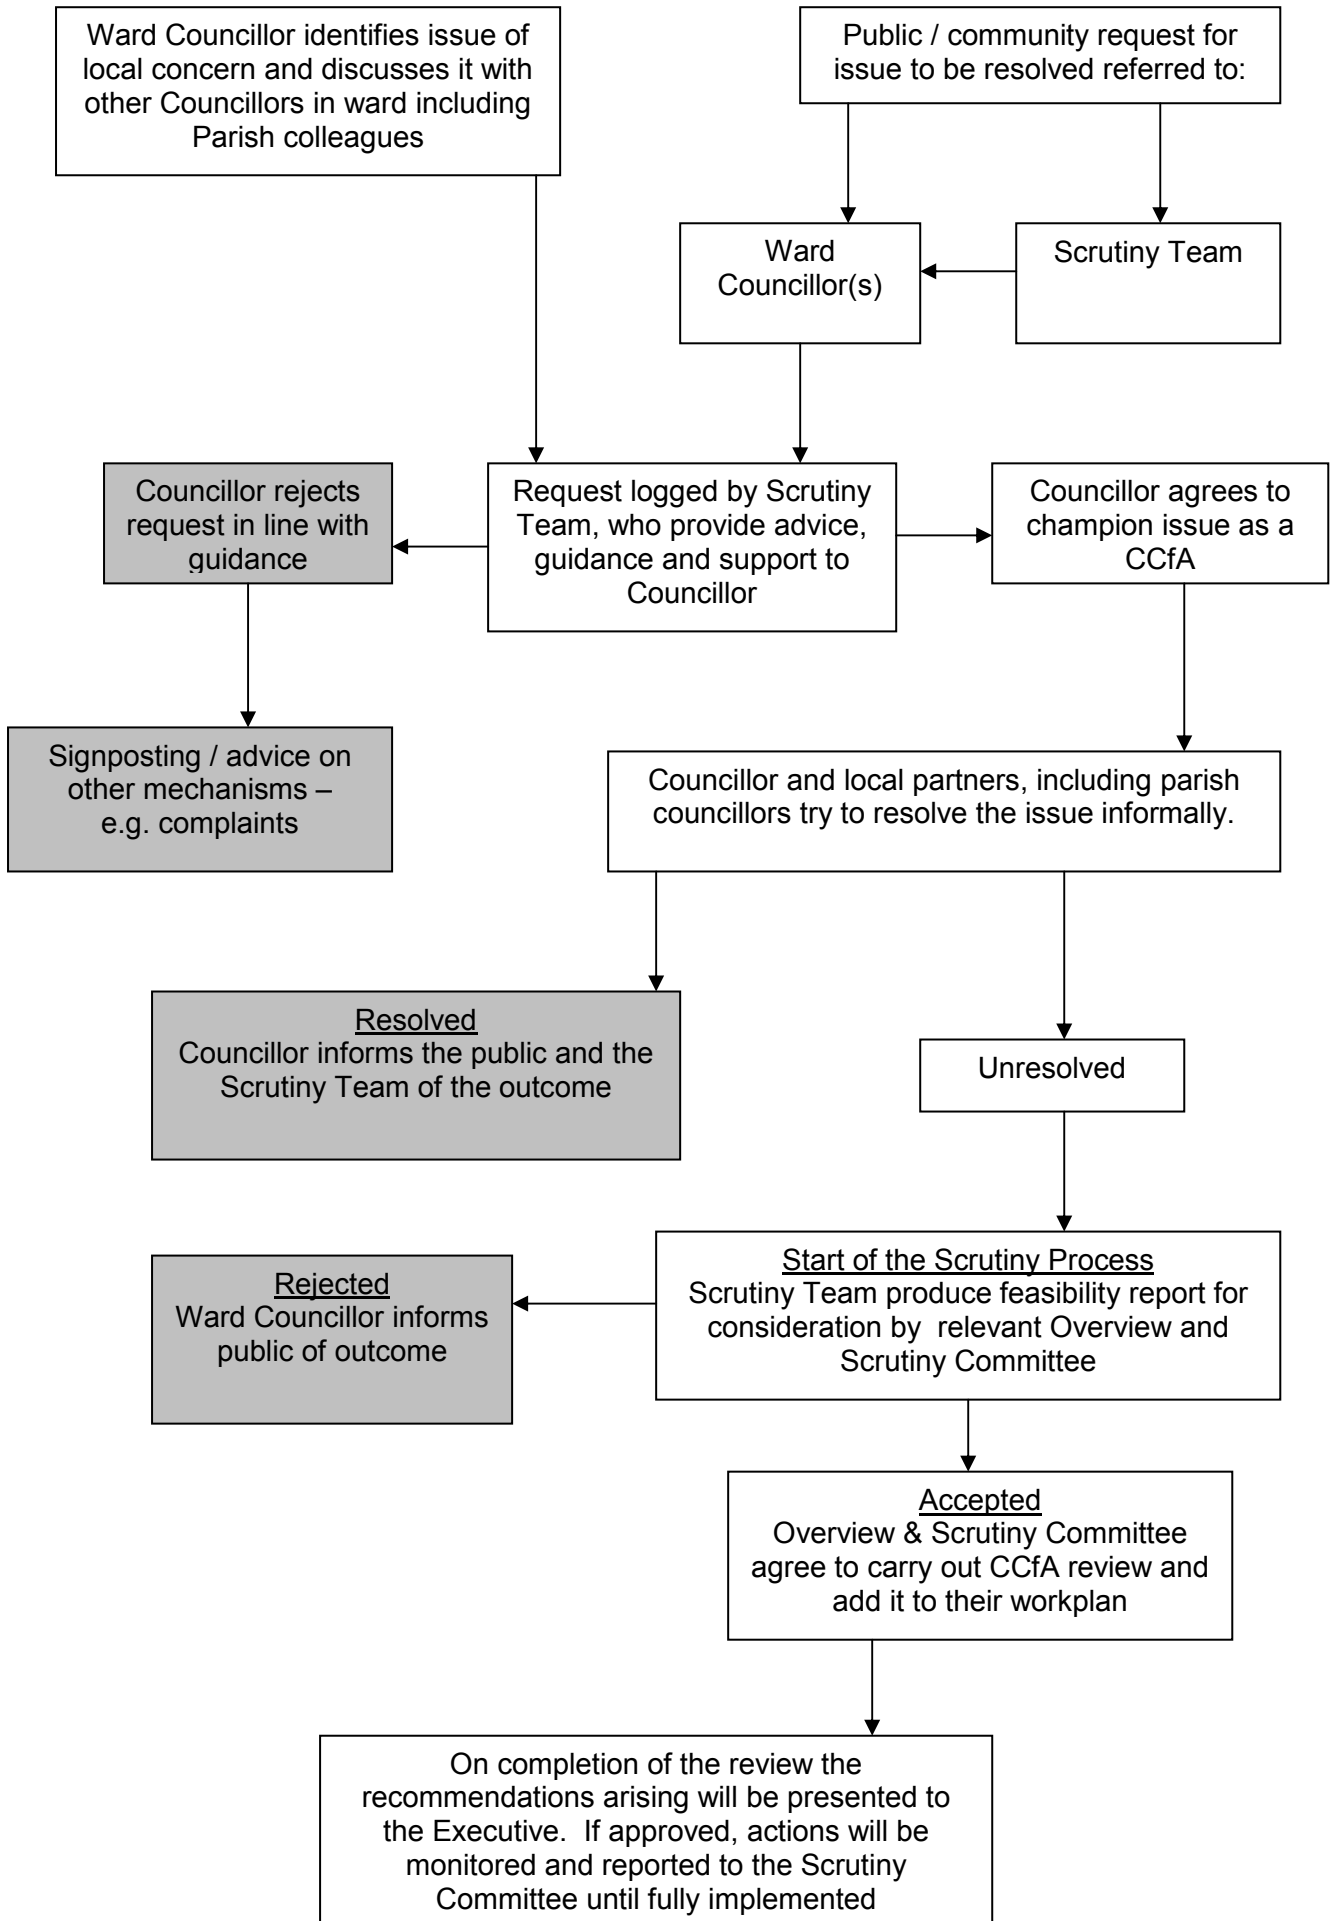 Ward Councillor identifies issue of
local concern and discusses it with
other Councillors in ward including
Parish colleagues
Public / community request for
issue to be resolved referred to:
Ward
Councillor(s)
Scrutiny Team
Councillor rejects
request in line with
guidance
Request logged by Scrutiny
Team, who provide advice,
guidance and support to
Councillor
Councillor agrees to
champion issue as a
CCfA
Signposting / advice on
other mechanisms –
e.g. complaints
Councillor and local partners, including parish
councillors try to resolve the issue informally.
Resolved
Councillor informs the public and the
Scrutiny Team of the outcome
Unresolved
Rejected
Ward Councillor informs
public of outcome
Start of the Scrutiny Process
Scrutiny Team produce feasibility report for
consideration by  relevant Overview and
Scrutiny Committee
Accepted
Overview & Scrutiny Committee
agree to carry out CCfA review and
add it to their workplan
On completion of the review the
recommendations arising will be presented to
the Executive.  If approved, actions will be
monitored and reported to the Scrutiny
Committee until fully implemented